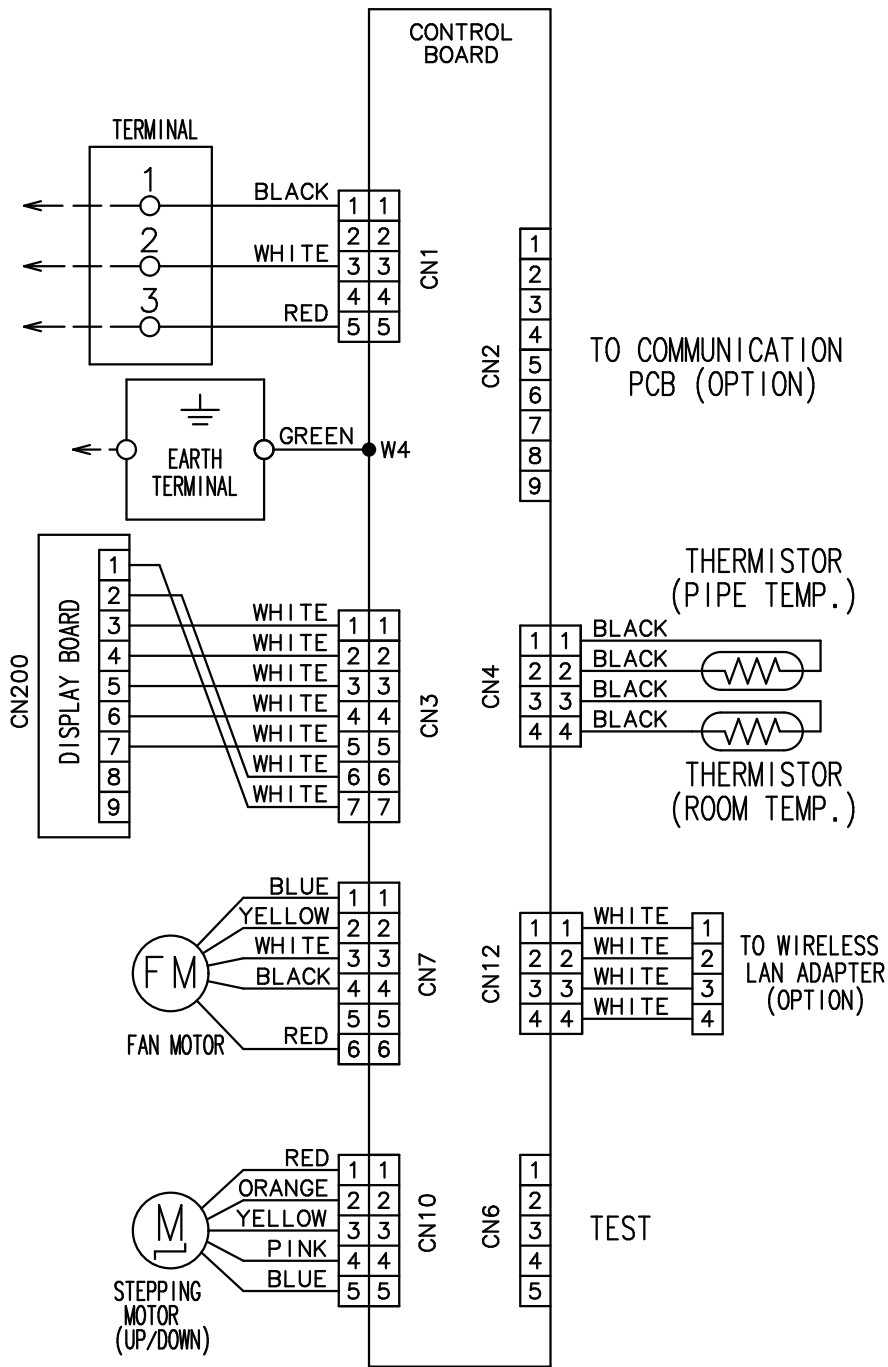 CONTROL
BOARD
TERMINAL
1
BLACK
1 1
2 2
2
WHITE
3 3
4 4
3
RED
5 5
CN1
1
2
3
4
5
6
7
8
9
CN2
TO COMMUNICATION
PCB (OPTION)
GREEN
W4
EARTH
TERMINAL
CN200
DISPLAY BOARD
1
2
3
4
5
6
7
8
9
WHITE
1 1
WHITE
2 2
WHITE
3 3
WHITE
4 4
WHITE
5 5
WHITE
6 6
WHITE
7 7
CN3
THERMISTOR
(PIPE TEMP.)
CN4
1 1 BLACK
2 2 BLACK
3 3 BLACK
4 4 BLACK
THERMISTOR
(ROOM TEMP.)
FM
FAN MOTOR
BLUE 1 1
YELLOW 2 2
WHITE 3 3
BLACK 4 4
5 5
RED 6 6
CN7
CN12
1 1 WHITE 1
2 2 WHITE 2
3 3 WHITE 3
4 4 WHITE 4
TO WIRELESS
LAN ADAPTER
(OPTION)
M
STEPPING
MOTOR
(UP/DOWN)
RED 1 1
ORANGE 2 2
YELLOW 3 3
PINK 4 4
BLUE 5 5
CN10
CN6
1
2
3
4
5
TEST